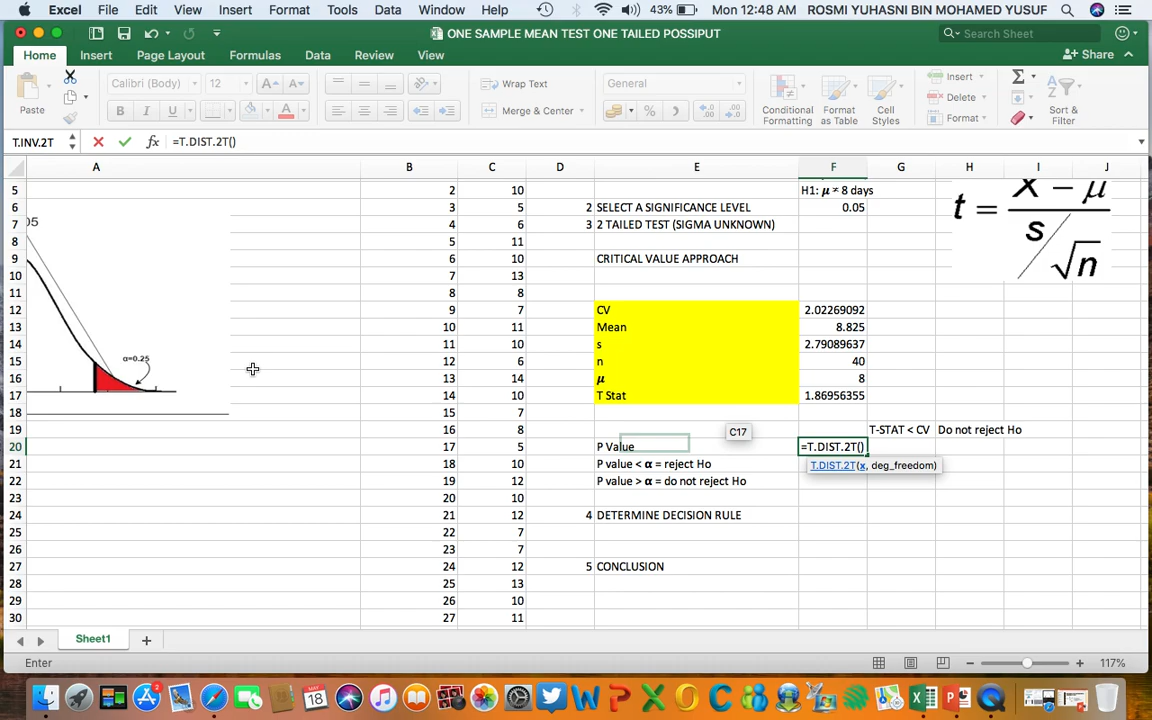 Excel File Edit View Insert Format Tools Data Window Help 43% Mon 12:48 AM ROSMI YUHASNI BIN MOHAMED YUSUF
ONE SAMPLE MEAN TEST ONE TAILED POSSIPUT Search Sheet
Home Insert Page Layout Formulas Data Review View Share
Paste Calibri (Body) 12 A A Wrap Text General Insert
B I U A Merge & Center % Conditional Formatting Format as Table Cell Styles Delete Format Sort & Filter
T.INV.2T fx =T.DIST.2T()
A B C D E F G H I J
5 2 10 H1: μ ≠ 8 days
6 3 5 2 SELECT A SIGNIFICANCE LEVEL 0.05
7 05 4 6 3 2 TAILED TEST (SIGMA UNKNOWN)
8 5 11
9 6 10 CRITICAL VALUE APPROACH
10 7 13
11 8 8
12 9 7 CV 2.02269092
13 10 11 Mean 8.825
14 11 10 s 2.79089637
15 α=0.25 12 6 n 40
16 13 14 μ 8
17 14 10 T Stat 1.86956355
18 15 7
19 16 8 T-STAT < CV Do not reject Ho
20 17 5 P Value =T.DIST.2T()
21 18 10 P value < α = reject Ho
22 19 12 P value > α = do not reject Ho
23 20 10
24 21 12 4 DETERMINE DECISION RULE
25 22 7
26 23 7
27 24 12 5 CONCLUSION
28 25 13
29 26 10
30 27 11
t = x − μ / s / √n
C17
T.DIST.2T(x, deg_freedom)
Sheet1
Enter 117%
MAY 18